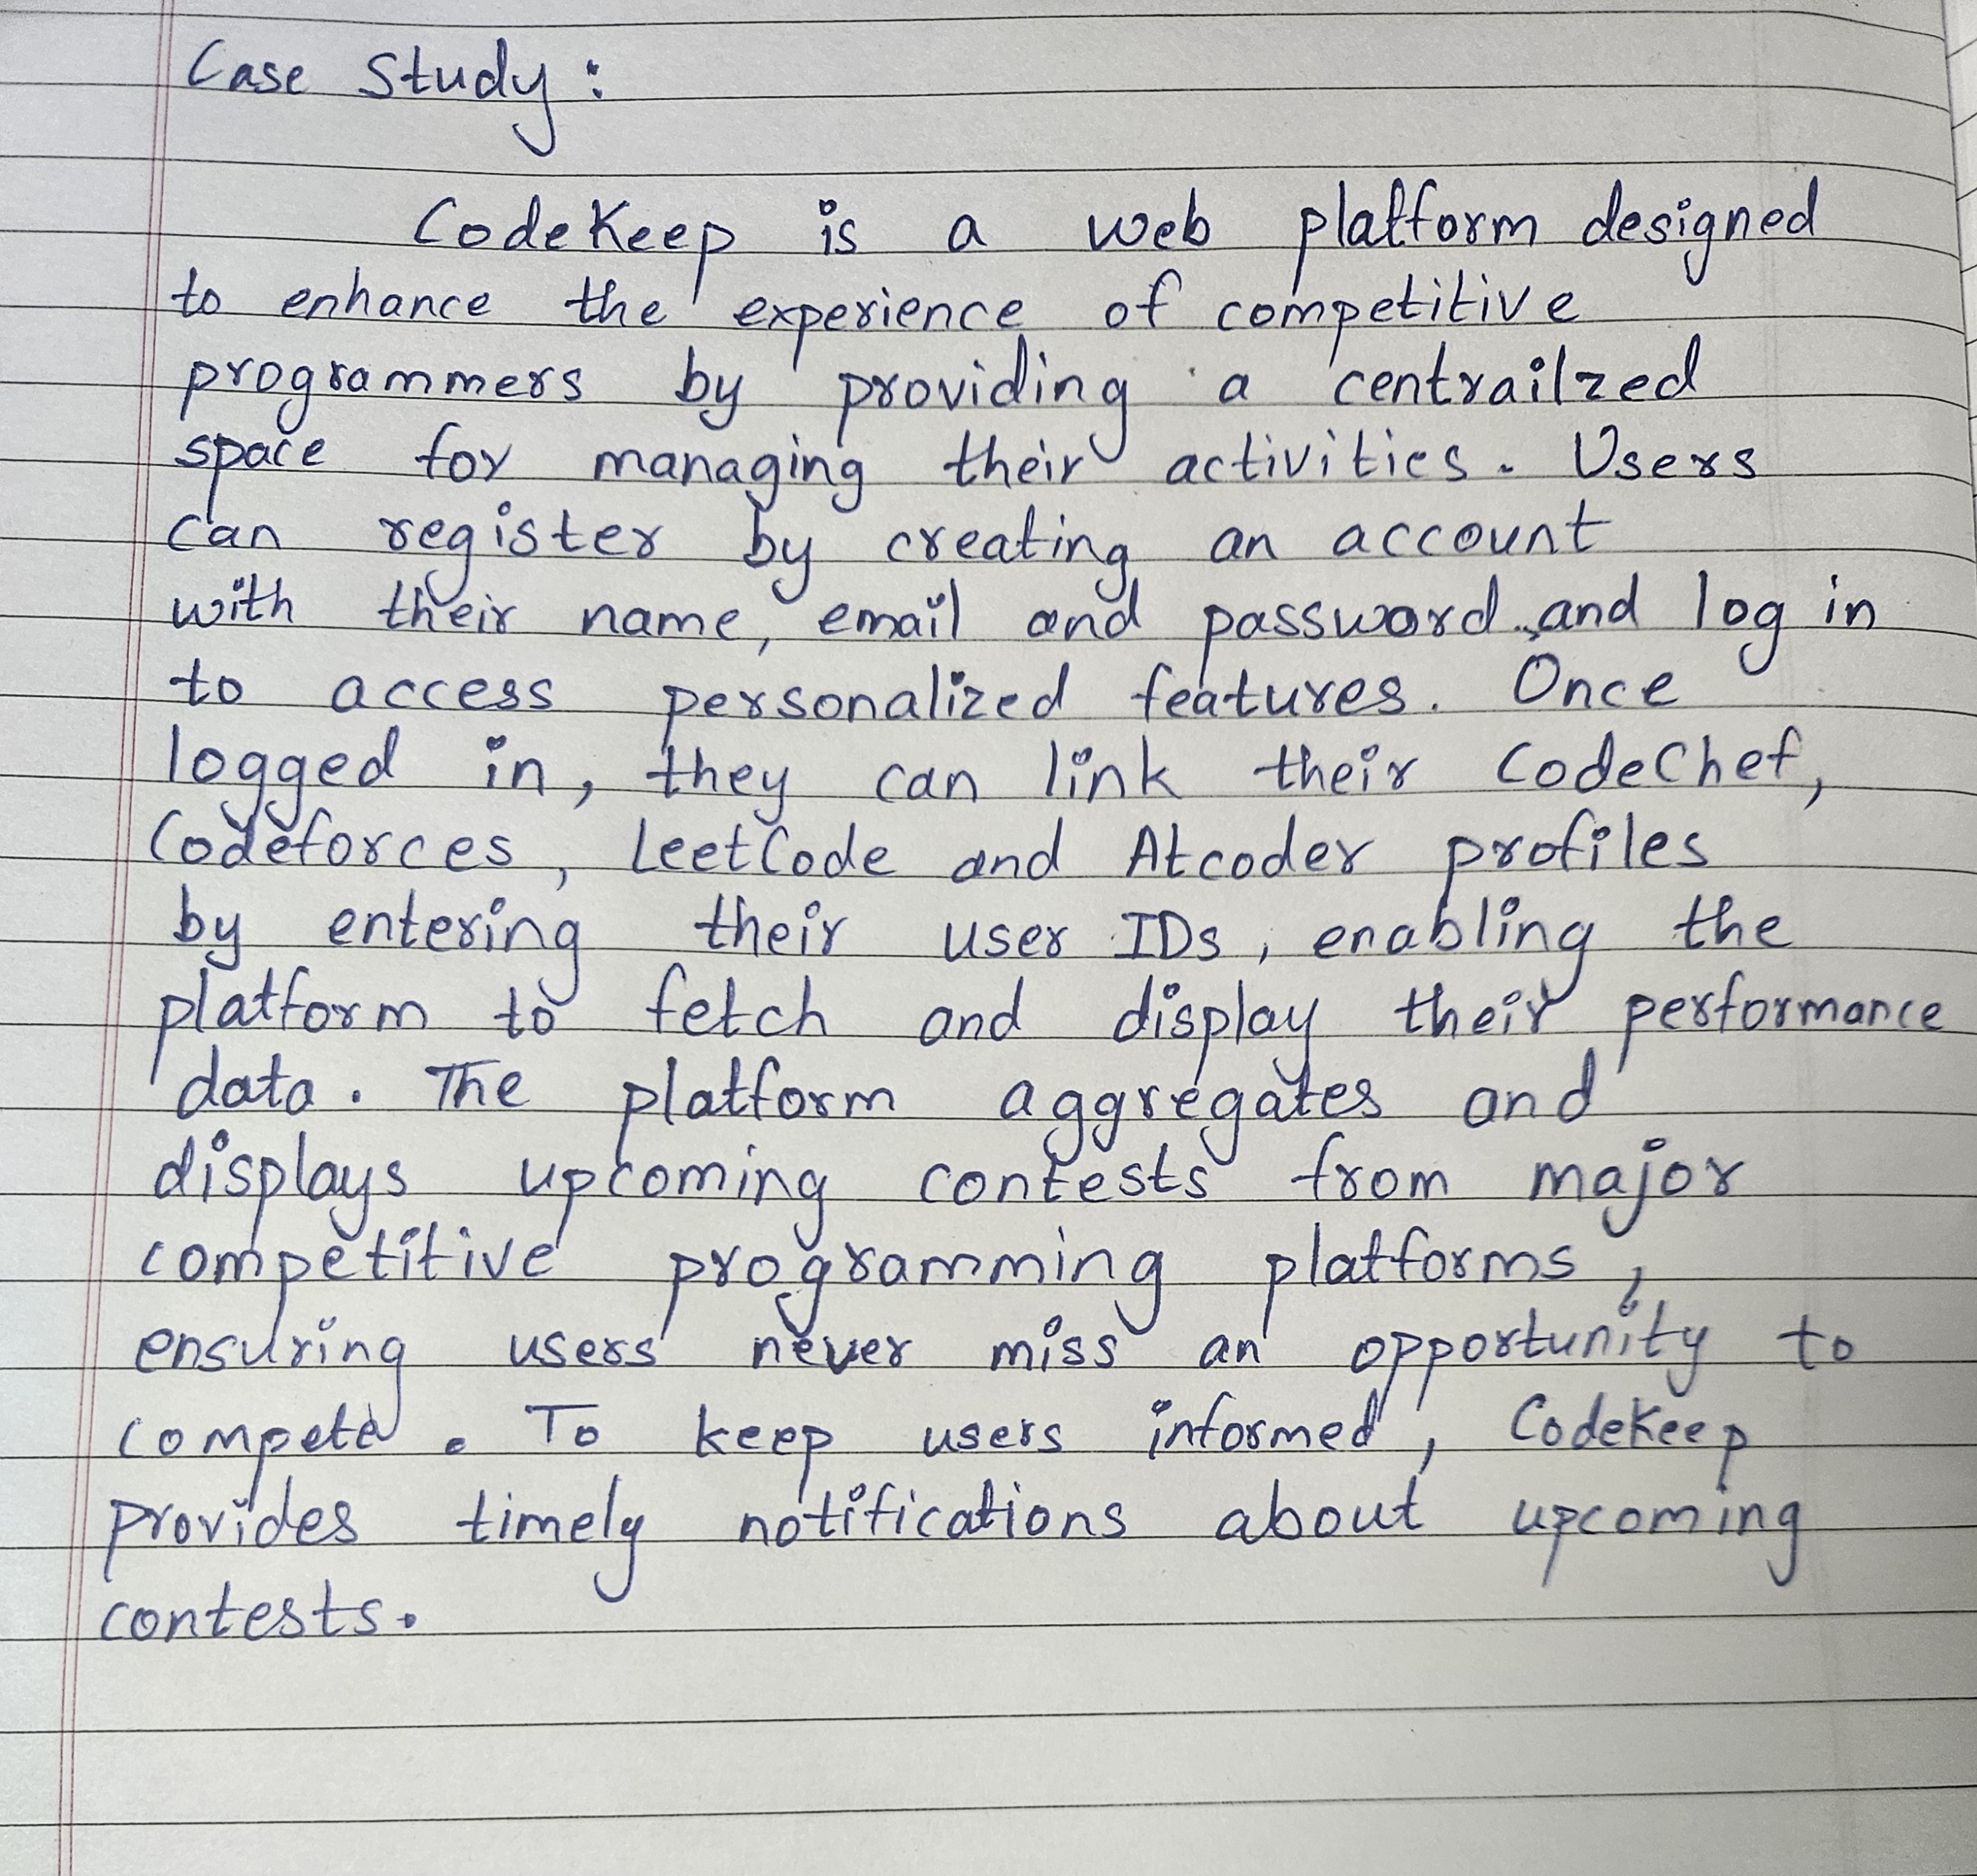 Case Study:
CodeKeep is a web platform designed
to enhance the experience of competitive
programmers by providing a centrailzed
space for managing their activities. Users
can register by creating an account
with their name, email and password and log in
to access personalized features. Once
logged in, they can link their CodeChef,
Codeforces, LeetCode and Atcoder profiles
by entering their user IDs, enabling the
platform to fetch and display their performance
data. The platform aggregates and
displays upcoming contests from major
competitive programming platforms,
ensuring users never miss an opportunity to
compete. To keep users informed, CodeKeep
provides timely notifications about upcoming
contests.